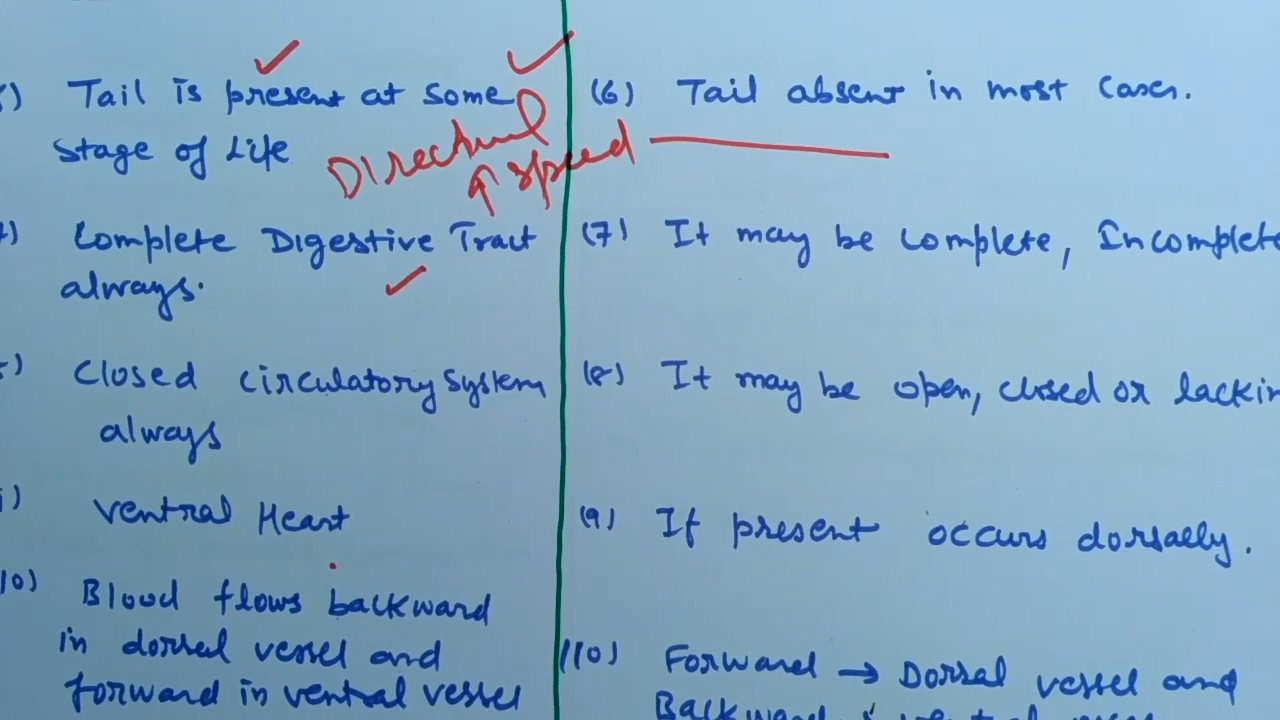 Tail is present at some
stage of Life
Directional
↑ speed
Complete Digestive Tract
always.
Closed circulatory system
always
Ventral Heart
10) Blood flows backward
in dorsal vessel and
forward in ventral vessel
(6) Tail absent in most cases.
(7) It may be complete, Incomplete
(8) It may be open, closed or lackin
(9) If present occurs dorsally.
(10) Forward → Dorsal vessel and
Backward